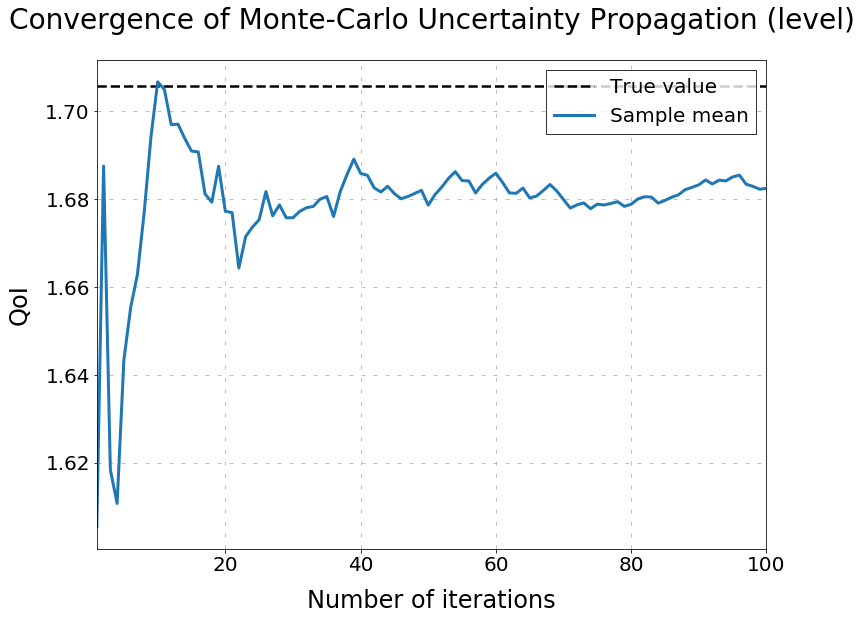 Convergence of Monte-Carlo Uncertainty Propagation (level)
True value
Sample mean
1.70
1.68
1.66
1.64
1.62
QoI
20 40 60 80 100
Number of iterations